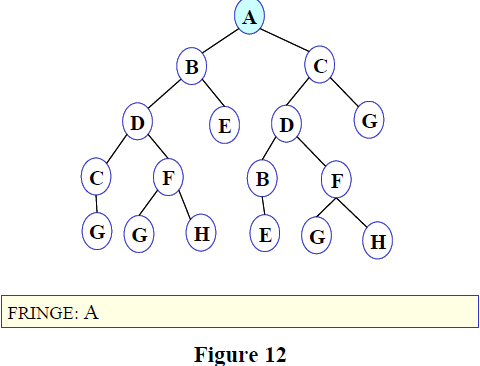 A
B C
D E D G
C F B F
G G H E G H
FRINGE: A
Figure 12